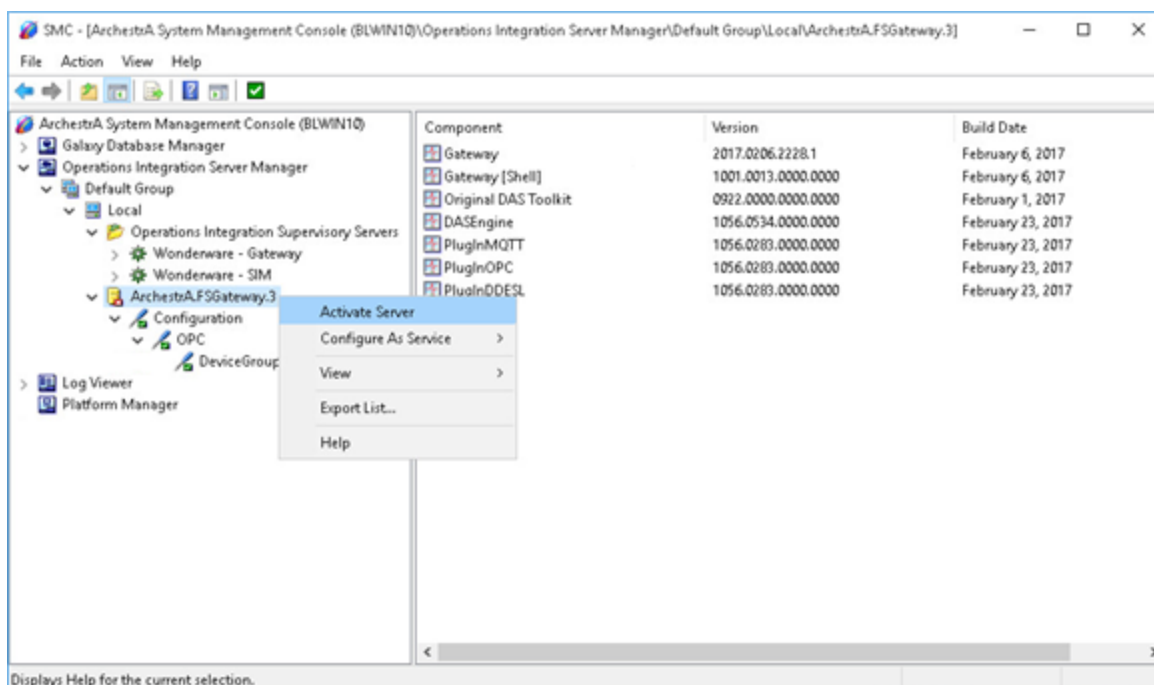 SMC - [ArchestrA System Management Console (BLWIN10)\Operations Integration Server Manager\Default Group\Local\ArchestrA.FSGateway.3]
File Action View Help
ArchestrA System Management Console (BLWIN10)
Galaxy Database Manager
Operations Integration Server Manager
Default Group
Local
Operations Integration Supervisory Servers
Wonderware - Gateway
Wonderware - SIM
ArchestrA.FSGateway.3
Configuration
OPC
DeviceGroup
Log Viewer
Platform Manager
Activate Server
Configure As Service
View
Export List...
Help
Component Version Build Date
Gateway 2017.0206.2228.1 February 6, 2017
Gateway [Shell] 1001.0013.0000.0000 February 6, 2017
Original DAS Toolkit 0922.0000.0000.0000 February 1, 2017
DASEngine 1056.0534.0000.0000 February 23, 2017
PlugInMQTT 1056.0283.0000.0000 February 23, 2017
PlugInOPC 1056.0283.0000.0000 February 23, 2017
PlugInDDESL 1056.0283.0000.0000 February 23, 2017
Displays Help for the current selection.